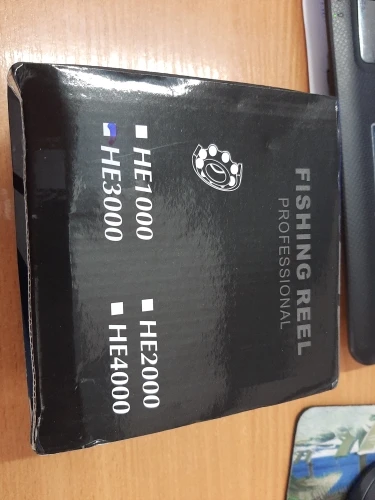 FISHING REEL
PROFESSIONAL
HE1000 HE2000
HE3000 HE4000